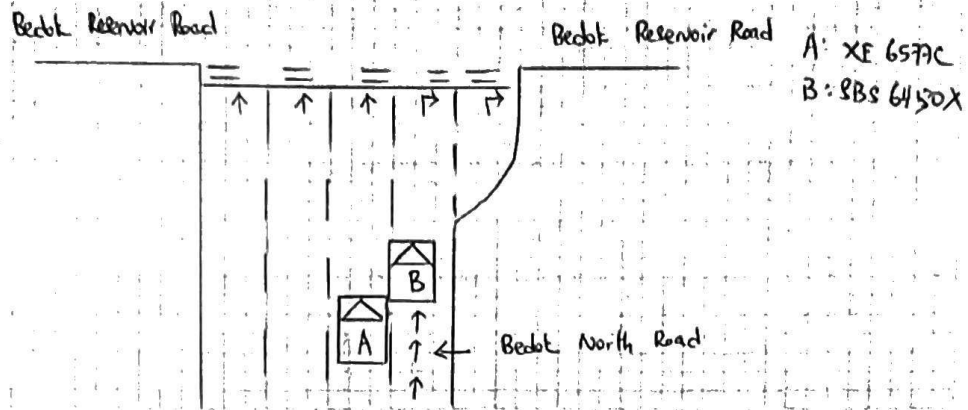 Bedok Reservoir Road
Bedok Reservoir Road
A: XE 6577C
B: SBS 6450X
B
A
Bedok North Road